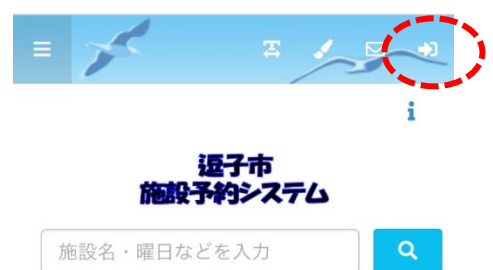 逗子市
施設予約システム
施設名・曜日などを入力